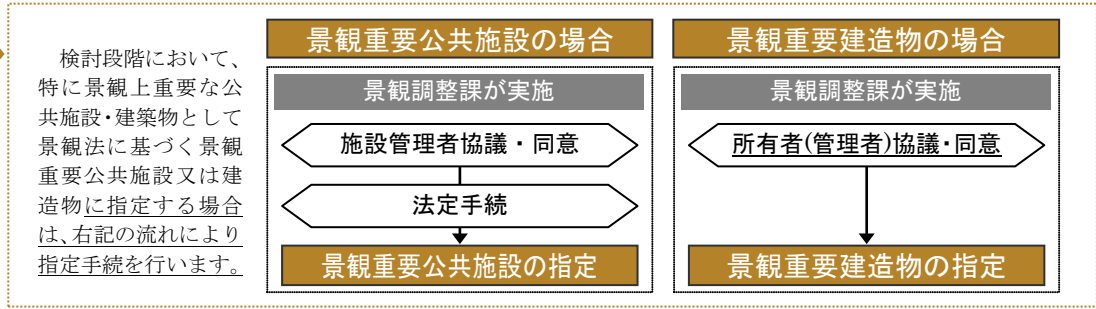 検討段階において、
特に景観上重要な公
共施設・建築物として
景観法に基づく景観
重要公共施設又は建
造物に指定する場合
は、右記の流れにより
指定手続を行います。
景観重要公共施設の場合
景観調整課が実施
施設管理者協議・同意
法定手続
景観重要公共施設の指定
景観重要建造物の場合
景観調整課が実施
所有者(管理者)協議・同意
景観重要建造物の指定